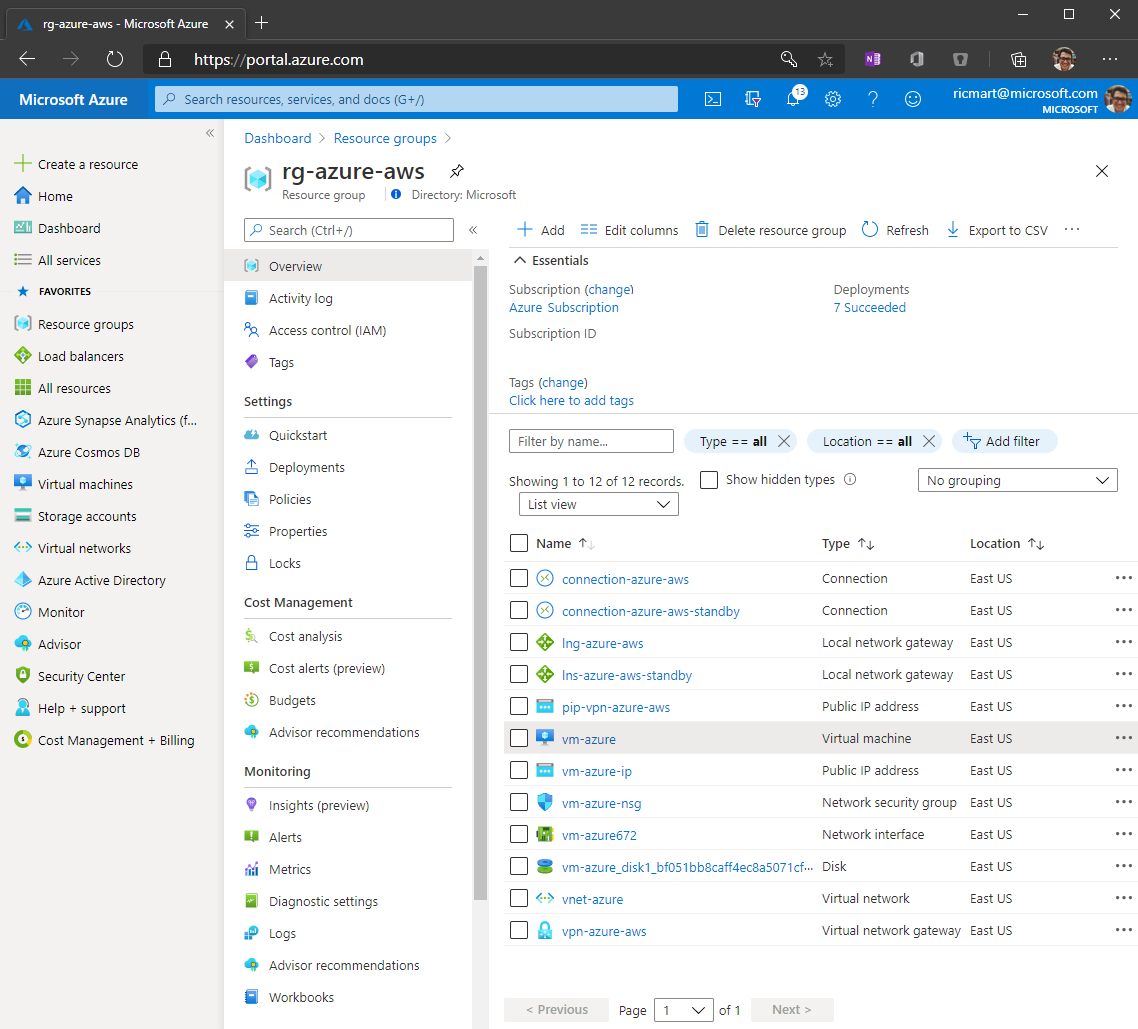 rg-azure-aws - Microsoft Azure
https://portal.azure.com
Microsoft Azure
Search resources, services, and docs (G+/)
13
ricmart@microsoft.com
MICROSOFT
Create a resource
Home
Dashboard
All services
FAVORITES
Resource groups
Load balancers
All resources
Azure Synapse Analytics (f...
Azure Cosmos DB
Virtual machines
Storage accounts
Virtual networks
Azure Active Directory
Monitor
Advisor
Security Center
Help + support
Cost Management + Billing
Dashboard > Resource groups >
rg-azure-aws
Resource group
Directory: Microsoft
Search (Ctrl+/)
Overview
Activity log
Access control (IAM)
Tags
Settings
Quickstart
Deployments
Policies
Properties
Locks
Cost Management
Cost analysis
Cost alerts (preview)
Budgets
Advisor recommendations
Monitoring
Insights (preview)
Alerts
Metrics
Diagnostic settings
Logs
Advisor recommendations
Workbooks
Add Edit columns Delete resource group Refresh Export to CSV ...
Essentials
Subscription (change) Deployments
Azure Subscription 7 Succeeded
Subscription ID
Tags (change)
Click here to add tags
Filter by name... Type == all Location == all Add filter
Showing 1 to 12 of 12 records. Show hidden types No grouping
List view
Name Type Location
connection-azure-aws Connection East US
connection-azure-aws-standby Connection East US
lng-azure-aws Local network gateway East US
lns-azure-aws-standby Local network gateway East US
pip-vpn-azure-aws Public IP address East US
vm-azure Virtual machine East US
vm-azure-ip Public IP address East US
vm-azure-nsg Network security group East US
vm-azure672 Network interface East US
vm-azure_disk1_bf051bb8caff4ec8a5071cf... Disk East US
vnet-azure Virtual network East US
vpn-azure-aws Virtual network gateway East US
< Previous Page 1 of 1 Next >